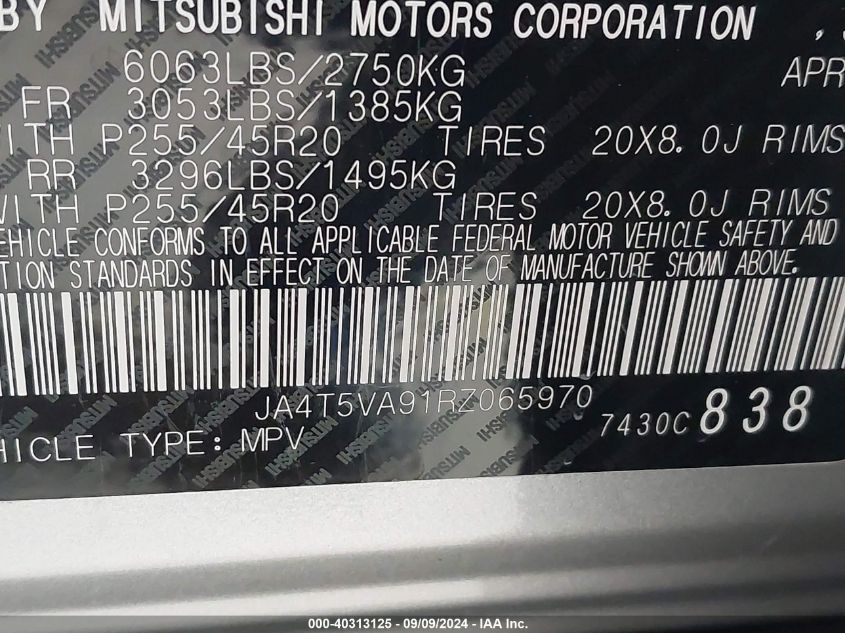 BY MITSUBISHI MOTORS CORPORATION
6063LBS/2750KG APR
FR 3053LBS/1385KG
WITH P255/45R20 TIRES 20X8.0J RIMS
RR 3296LBS/1495KG
WITH P255/45R20 TIRES 20X8.0J RIMS
VEHICLE CONFORMS TO ALL APPLICABLE FEDERAL MOTOR VEHICLE SAFETY AND
TION STANDARDS IN EFFECT ON THE DATE OF MANUFACTURE SHOWN ABOVE.
JA4T5VA91RZ065970
7430C 838
HICLE TYPE: MPV
000-40313125 - 09/09/2024 - IAA Inc.